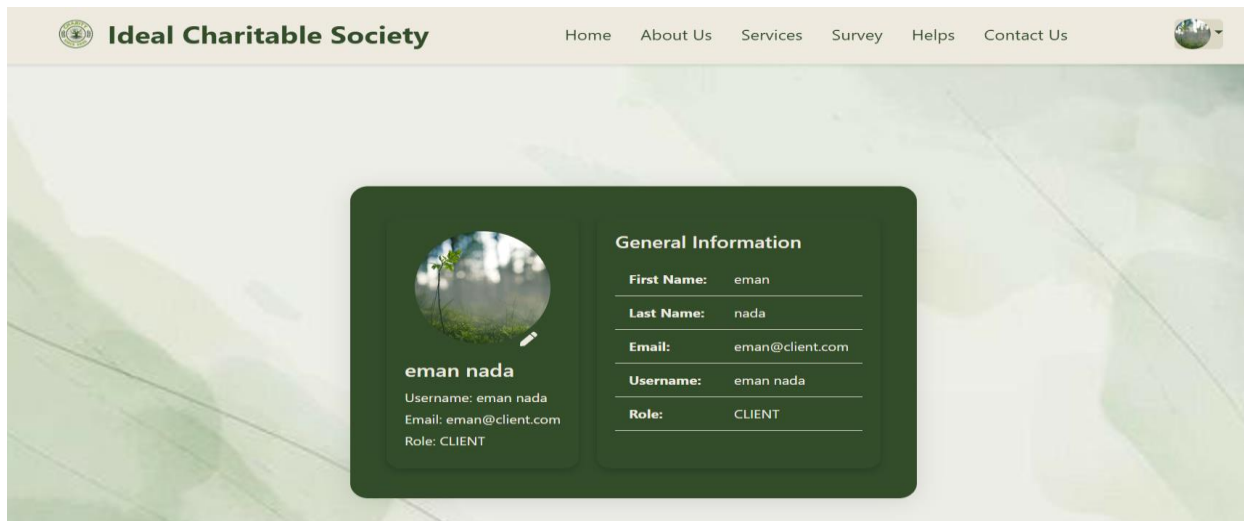 Ideal Charitable Society
Home About Us Services Survey Helps Contact Us
eman nada
Username: eman nada
Email: eman@client.com
Role: CLIENT
General Information
First Name: eman
Last Name: nada
Email: eman@client.com
Username: eman nada
Role: CLIENT